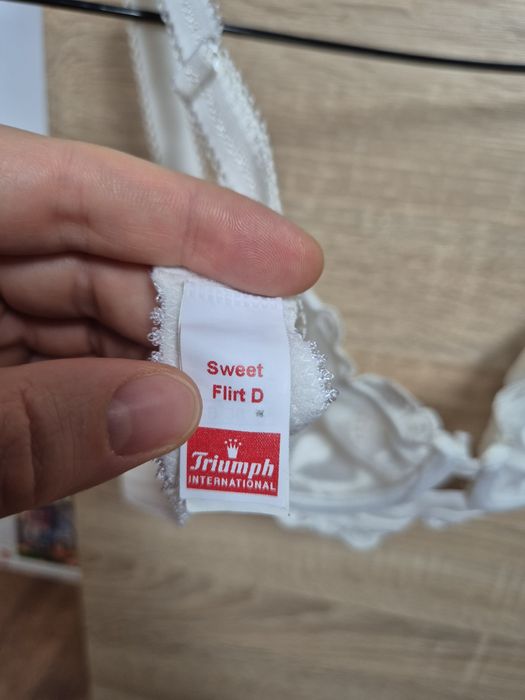 Sweet
Flirt D
Triumph
INTERNATIONAL